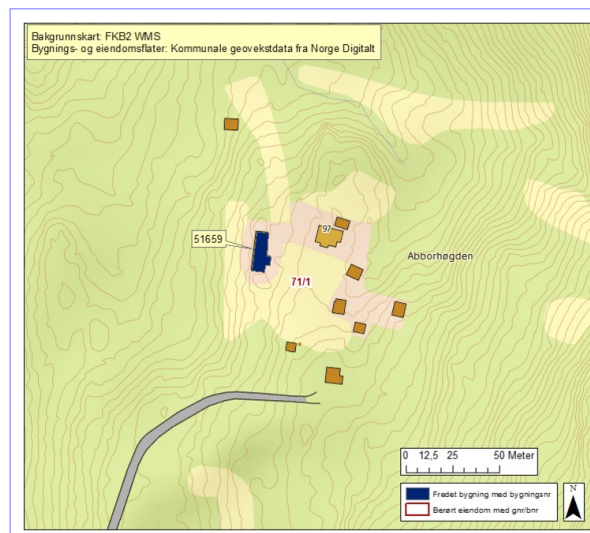 Bakgrunnskart: FKB2 WMS
Bygnings- og eiendomsflater: Kommunale geovekstdata fra Norge Digitalt
97
51659
Abborhøgden
71/1
0 12,5 25 50 Meter
Fredet bygning med bygningsnr
Berørt eiendom med gnr/bnr
N